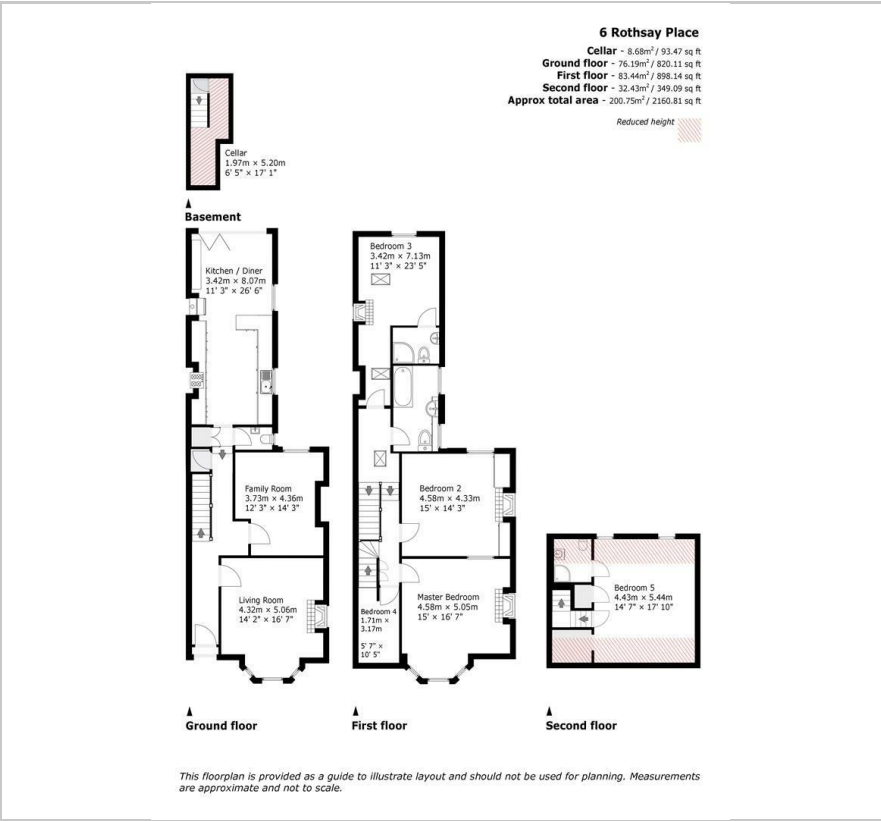 6 Rothsay Place
Cellar - 8.68m² / 93.47 sq ft
Ground floor - 76.19m² / 820.11 sq ft
First floor - 83.44m² / 898.14 sq ft
Second floor - 32.43m² / 349.09 sq ft
Approx total area - 200.75m² / 2160.81 sq ft
Reduced height
Cellar
1.97m × 5.20m
6' 5" × 17' 1"
Basement
Kitchen / Diner
3.42m × 8.07m
11' 3" × 26' 6"
Family Room
3.73m × 4.36m
12' 3" × 14' 3"
Living Room
4.32m × 5.06m
14' 2" × 16' 7"
Ground floor
Bedroom 3
3.42m × 7.13m
11' 3" × 23' 5"
Bedroom 2
4.58m × 4.33m
15' × 14' 3"
Master Bedroom
4.58m × 5.05m
15' × 16' 7"
Bedroom 4
1.71m ×
3.17m
5' 7" ×
10' 5"
First floor
Bedroom 5
4.43m × 5.44m
14' 7" × 17' 10"
Second floor
This floorplan is provided as a guide to illustrate layout and should not be used for planning. Measurements
are approximate and not to scale.